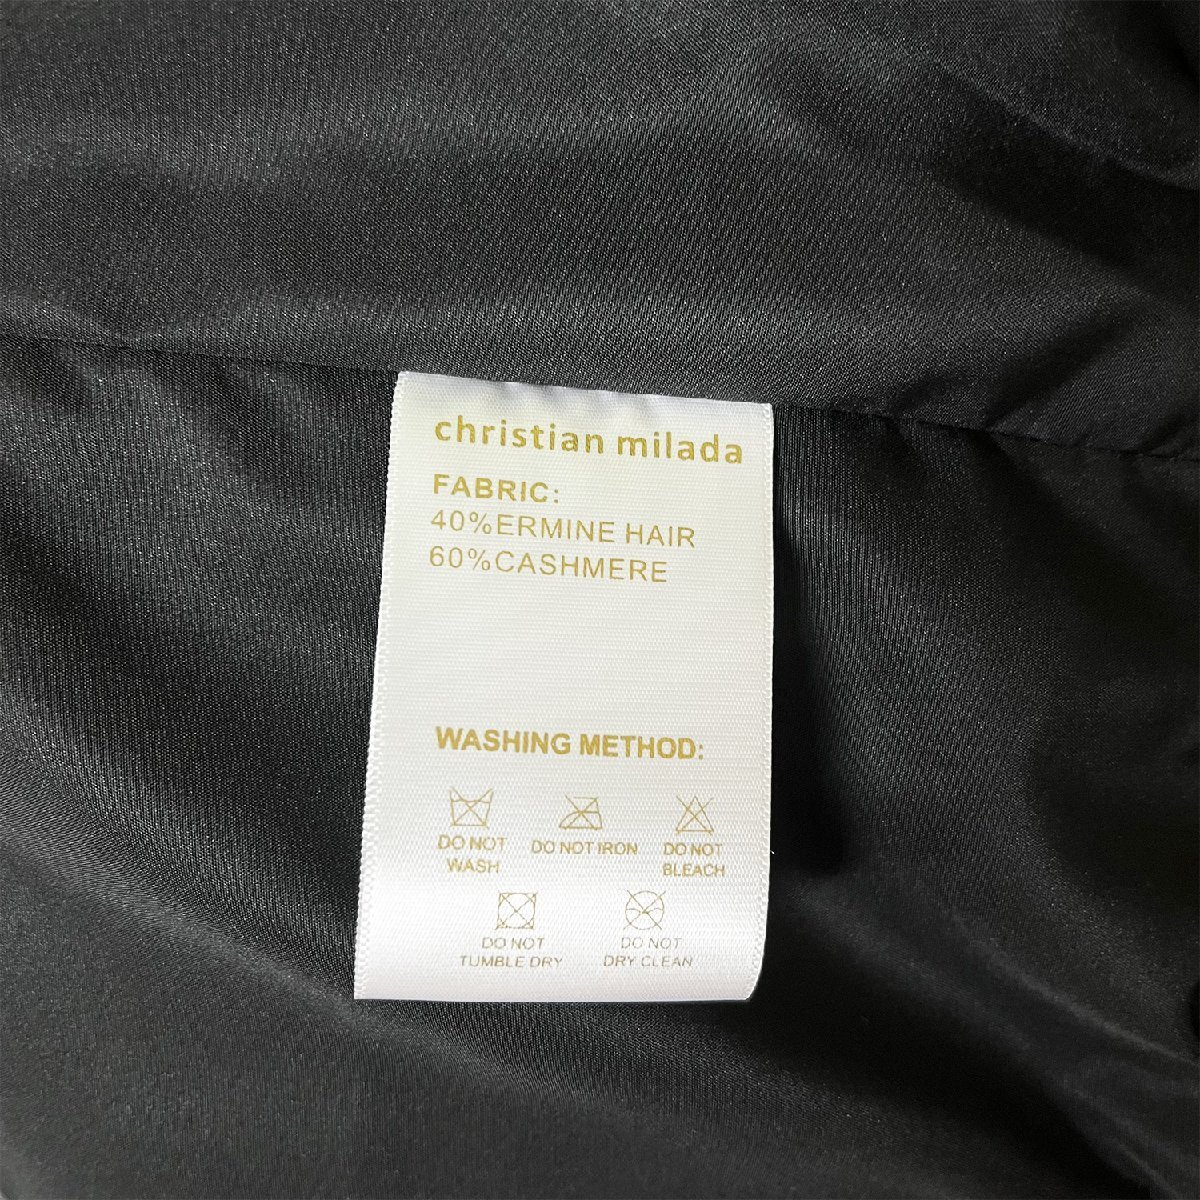 christian milada
FABRIC:
40%ERMINE HAIR
60%CASHMERE
WASHING METHOD:
DO NOT WASH
DO NOT IRON
DO NOT BLEACH
DO NOT TUMBLE DRY
DO NOT DRY CLEAN